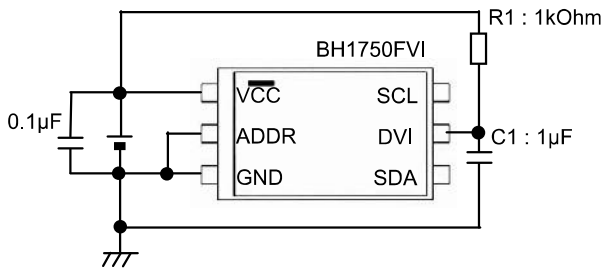 R1 : 1kOhm
BH1750FVI
VCC SCL
0.1µF
ADDR DVI C1 : 1µF
GND SDA